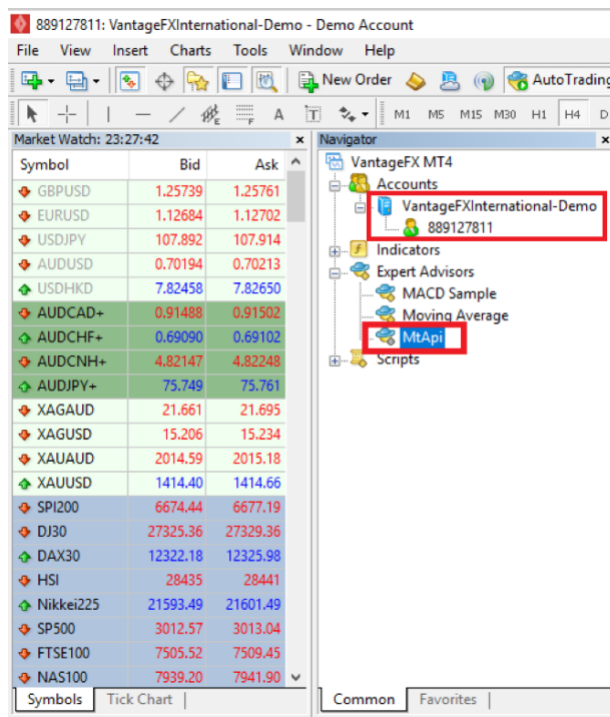 889127811: VantageFXInternational-Demo - Demo Account
File View Insert Charts Tools Window Help
New Order AutoTrading
A T M1 M5 M15 M30 H1 H4 D
Market Watch: 23:27:42
Symbol Bid Ask
GBPUSD 1.25739 1.25761
EURUSD 1.12684 1.12702
USDJPY 107.892 107.914
AUDUSD 0.70194 0.70213
USDHKD 7.82458 7.82650
AUDCAD+ 0.91488 0.91502
AUDCHF+ 0.69090 0.69102
AUDCNH+ 4.82147 4.82248
AUDJPY+ 75.749 75.761
XAGAUD 21.661 21.695
XAGUSD 15.206 15.234
XAUAUD 2014.59 2015.18
XAUUSD 1414.40 1414.66
SPI200 6674.44 6677.19
DJ30 27325.36 27329.36
DAX30 12322.18 12325.98
HSI 28435 28441
Nikkei225 21593.49 21601.49
SP500 3012.57 3013.04
FTSE100 7505.52 7509.45
NAS100 7939.20 7941.90
Symbols Tick Chart
Navigator
VantageFX MT4
Accounts
VantageFXInternational-Demo
889127811
Indicators
Expert Advisors
MACD Sample
Moving Average
MtApi
Scripts
Common Favorites